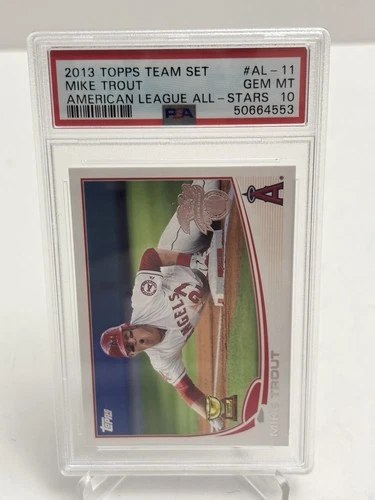 2013 TOPPS TEAM SET #AL-11
MIKE TROUT GEM MT
AMERICAN LEAGUE ALL-STARS 10
PSA 50664553
A
ANGELS
Topps
MIKE TROUT